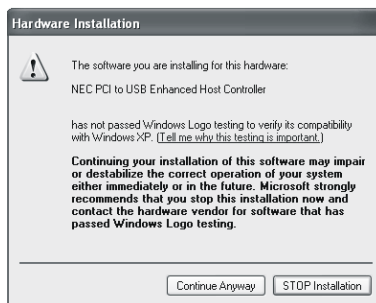 Hardware Installation
The software you are installing for this hardware:
NEC PCI to USB Enhanced Host Controller
has not passed Windows Logo testing to verify its compatibility
with Windows XP. (Tell me why this testing is important.)
Continuing your installation of this software may impair
or destabilize the correct operation of your system
either immediately or in the future. Microsoft strongly
recommends that you stop this installation now and
contact the hardware vendor for software that has
passed Windows Logo testing.
Continue Anyway
STOP Installation